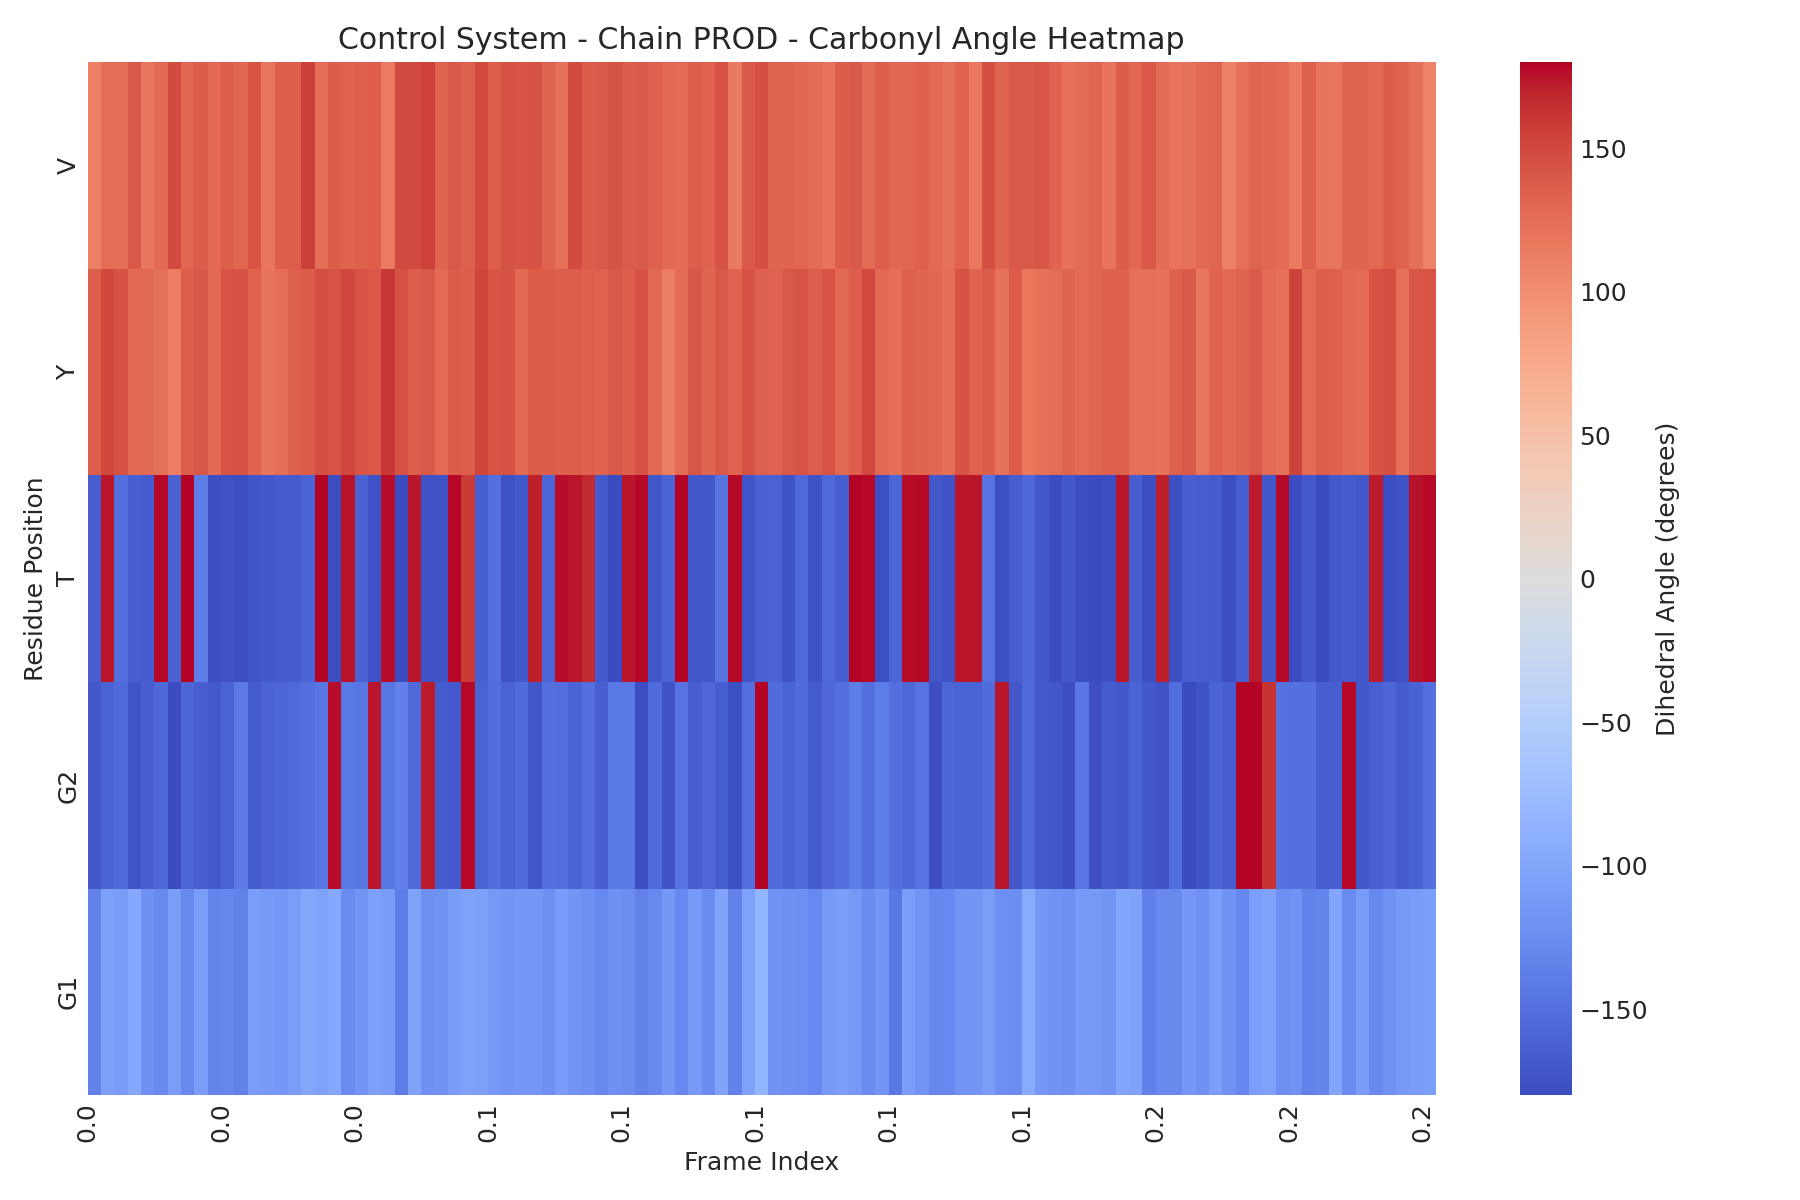 Control System - Chain PROD - Carbonyl Angle Heatmap
V
Y
T
G2
G1
Residue Position
0.0
0.0
0.0
0.1
0.1
0.1
0.1
0.1
0.2
0.2
0.2
Frame Index
150
100
50
0
−50
−100
−150
Dihedral Angle (degrees)